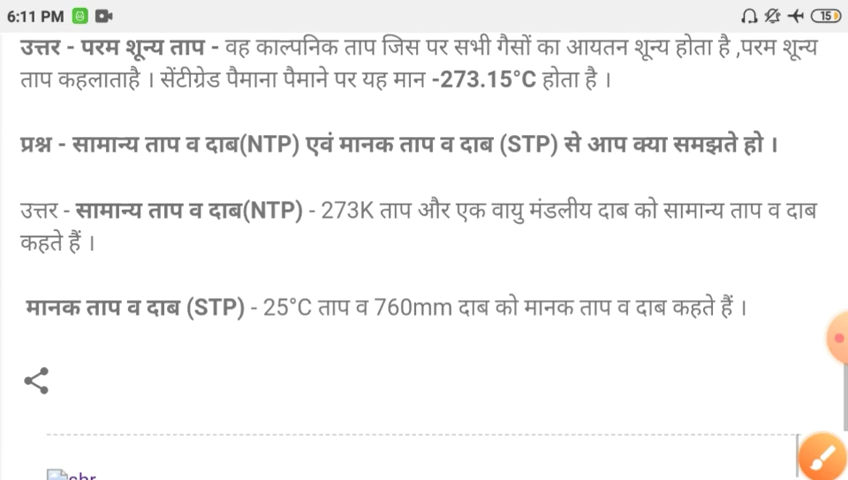 6:11 PM
15
उत्तर - परम शून्य ताप - वह काल्पनिक ताप जिस पर सभी गैसों का आयतन शून्य होता है ,परम शून्य
ताप कहलाताहै । सेंटीग्रेड पैमाना पैमाने पर यह मान -273.15°C होता है ।
प्रश्न - सामान्य ताप व दाब(NTP) एवं मानक ताप व दाब (STP) से आप क्या समझते हो ।
उत्तर - सामान्य ताप व दाब(NTP) - 273K ताप और एक वायु मंडलीय दाब को सामान्य ताप व दाब
कहते हैं ।
मानक ताप व दाब (STP) - 25°C ताप व 760mm दाब को मानक ताप व दाब कहते हैं ।